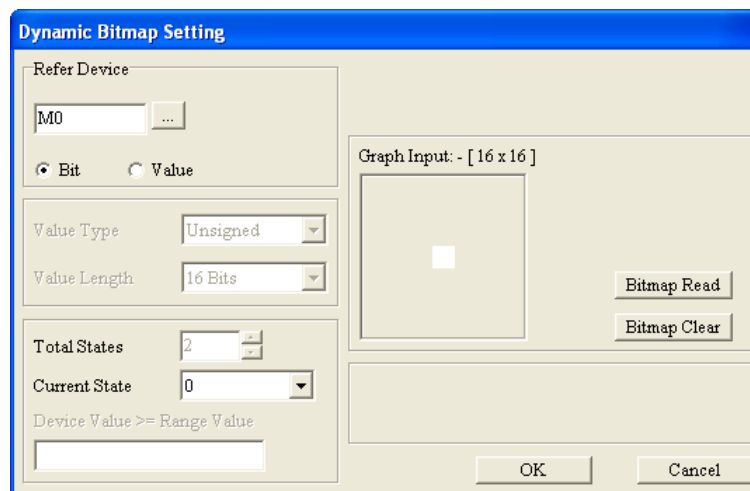 Dynamic Bitmap Setting
Refer Device
M0
...
Bit
Value
Value Type
Unsigned
Value Length
16 Bits
Total States
2
Current State
0
Device Value >= Range Value
Graph Input: - [ 16 x 16 ]
Bitmap Read
Bitmap Clear
OK
Cancel